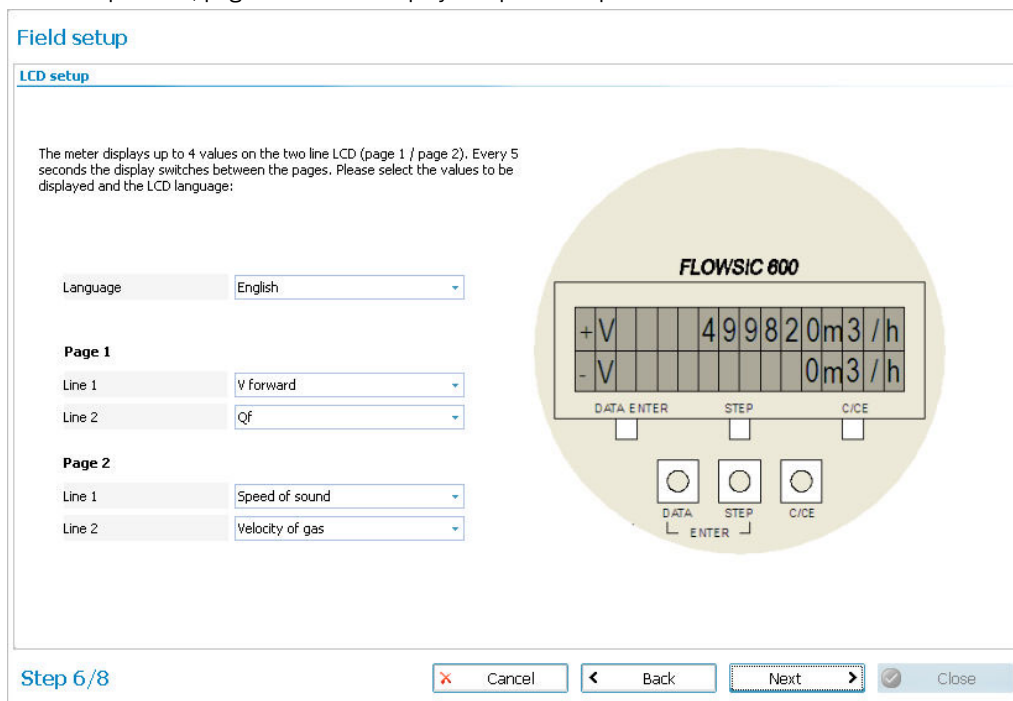 Field setup
LCD setup
The meter displays up to 4 values on the two line LCD (page 1 / page 2). Every 5
seconds the display switches between the pages. Please select the values to be
displayed and the LCD language:
Language English
Page 1
Line 1 V forward
Line 2 Qf
Page 2
Line 1 Speed of sound
Line 2 Velocity of gas
FLOWSIC 600
+V 499820m3/h
-V 0m3/h
DATA ENTER STEP C/CE
DATA STEP C/CE
ENTER
Step 6/8
Cancel Back Next Close